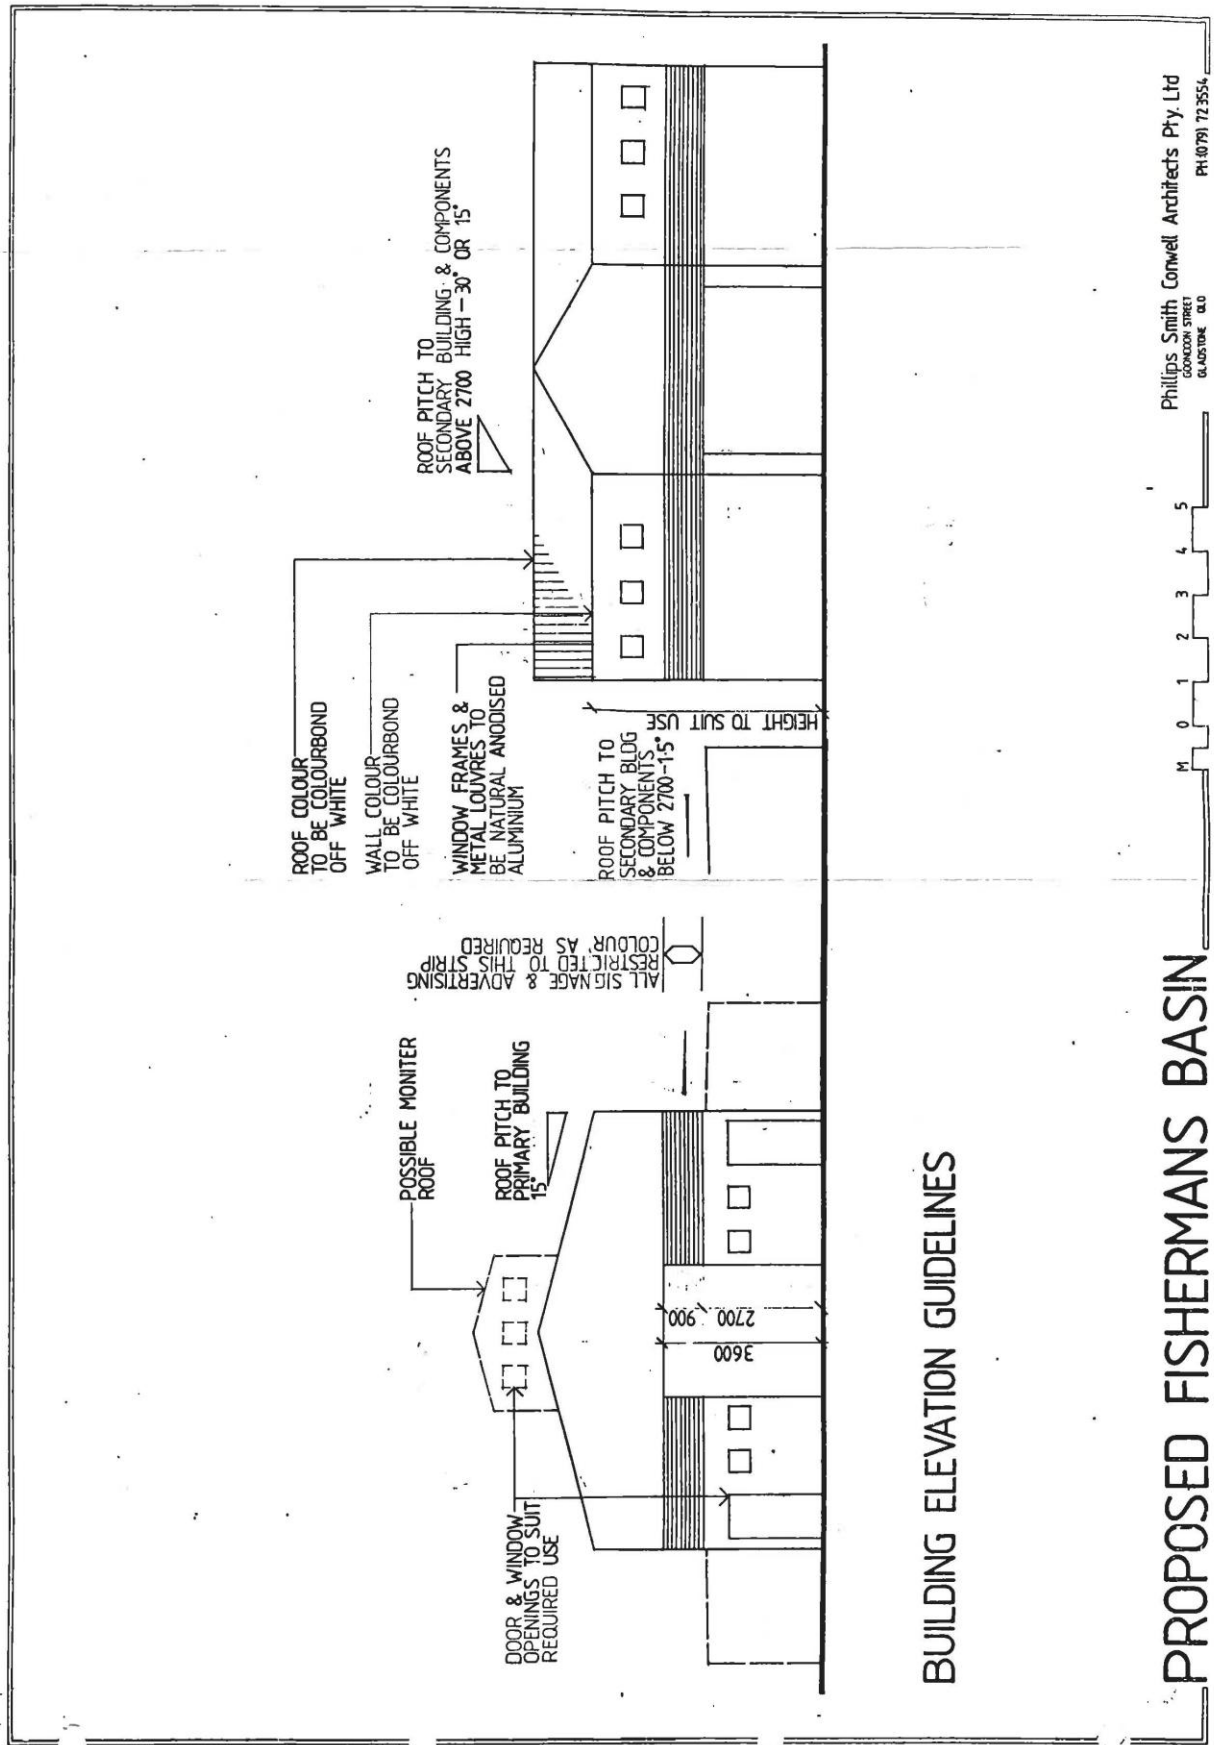 POSSIBLE MONITER
ROOF
DOOR & WINDOW
OPENINGS TO SUIT
REQUIRED USE
ROOF PITCH TO
PRIMARY BUILDING
15°
ALL SIGNAGE & ADVERTISING
RESTRICTED TO THIS STRIP
COLOUR, AS REQUIRED
3600
900
2700
ROOF COLOUR
TO BE COLOURBOND
OFF WHITE
WALL COLOUR
TO BE COLOURBOND
OFF WHITE
WINDOW FRAMES &
METAL LOUVRES TO
BE NATURAL ANODISED
ALUMINIUM
ROOF PITCH TO
SECONDARY BLDG
& COMPONENTS
BELOW 2700-1·5°
HEIGHT TO SUIT USE
ROOF PITCH TO
SECONDARY BUILDING & COMPONENTS
ABOVE 2700 HIGH - 30° OR 15°
BUILDING ELEVATION GUIDELINES
PROPOSED FISHERMANS BASIN
M 0 1 2 3 4 5
Phillips Smith Conwell Architects Pty. Ltd
GOONDOON STREET
GLADSTONE QLD
PH:(079) 723554